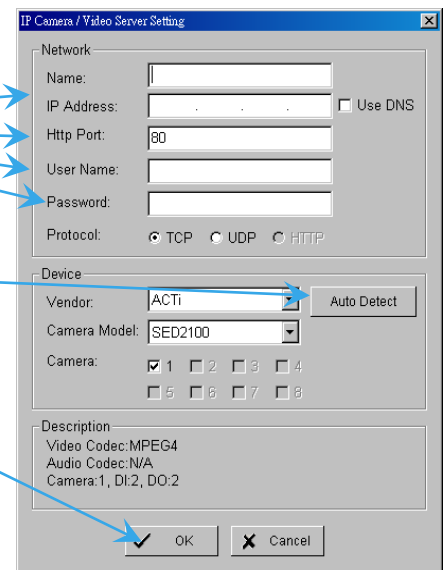 IP Camera / Video Server Setting
Network
Name:
IP Address: . . . Use DNS
Http Port: 80
User Name:
Password:
Protocol: TCP UDP HTTP
Device
Vendor: ACTi Auto Detect
Camera Model: SED2100
Camera: 1 2 3 4
5 6 7 8
Description
Video Codec:MPEG4
Audio Codec:N/A
Camera:1, DI:2, DO:2
OK Cancel